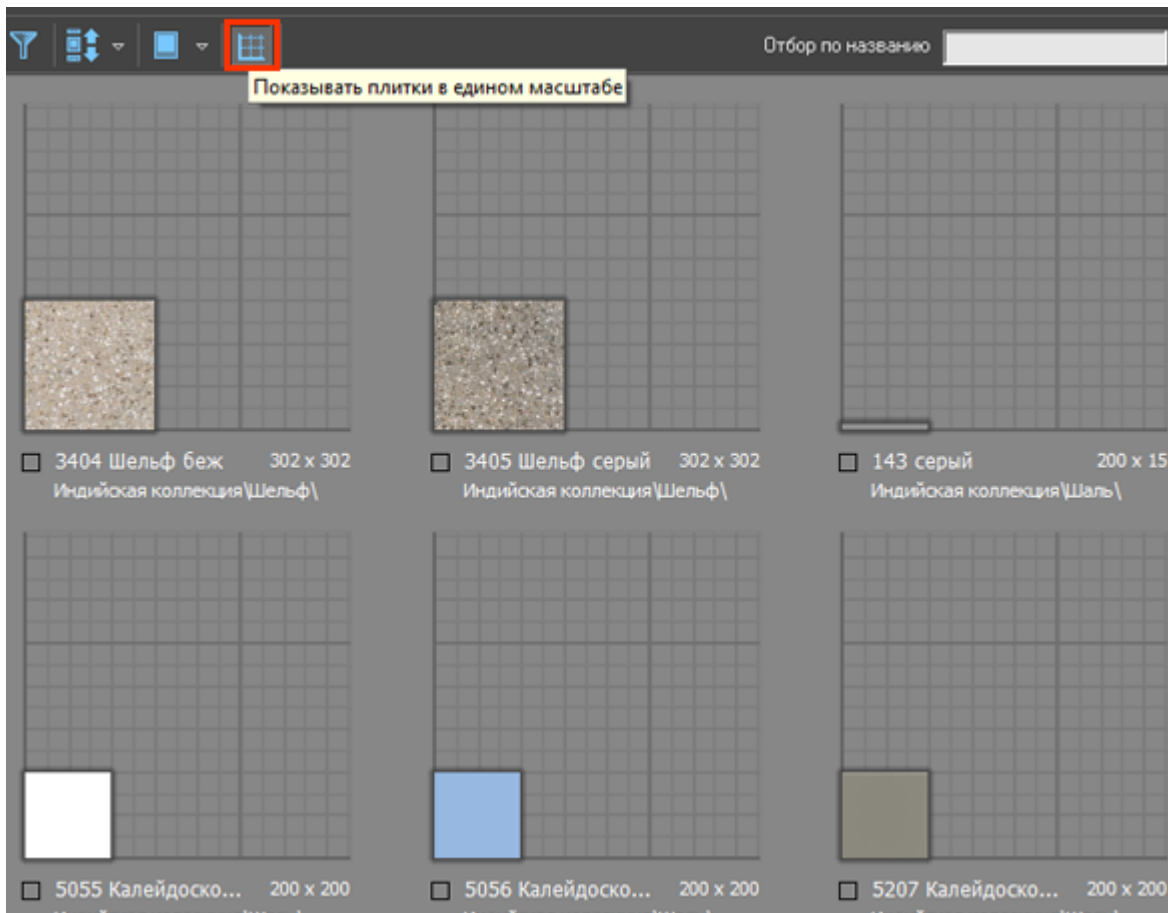 Отбор по названию
Показывать плитки в едином масштабе
3404 Шельф беж 302 x 302
Индийская коллекция\Шельф\
3405 Шельф серый 302 x 302
Индийская коллекция\Шельф\
143 серый 200 x 15
Индийская коллекция\Шаль\
5055 Калейдоско... 200 x 200
5056 Калейдоско... 200 x 200
5207 Калейдоско... 200 x 200